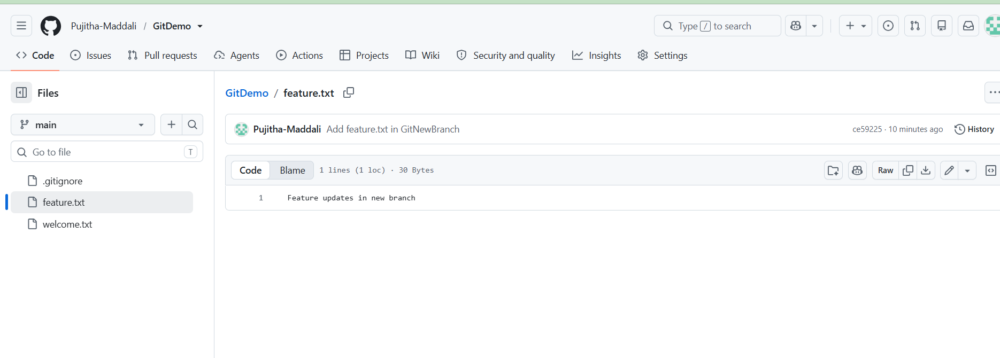 Pujitha-Maddali / GitDemo
Type / to search
Code Issues Pull requests Agents Actions Projects Wiki Security and quality Insights Settings
Files
main
Go to file T
.gitignore
feature.txt
welcome.txt
GitDemo / feature.txt
Pujitha-Maddali Add feature.txt in GitNewBranch ce59225 · 10 minutes ago History
Code Blame 1 lines (1 loc) · 30 Bytes Raw
1 Feature updates in new branch